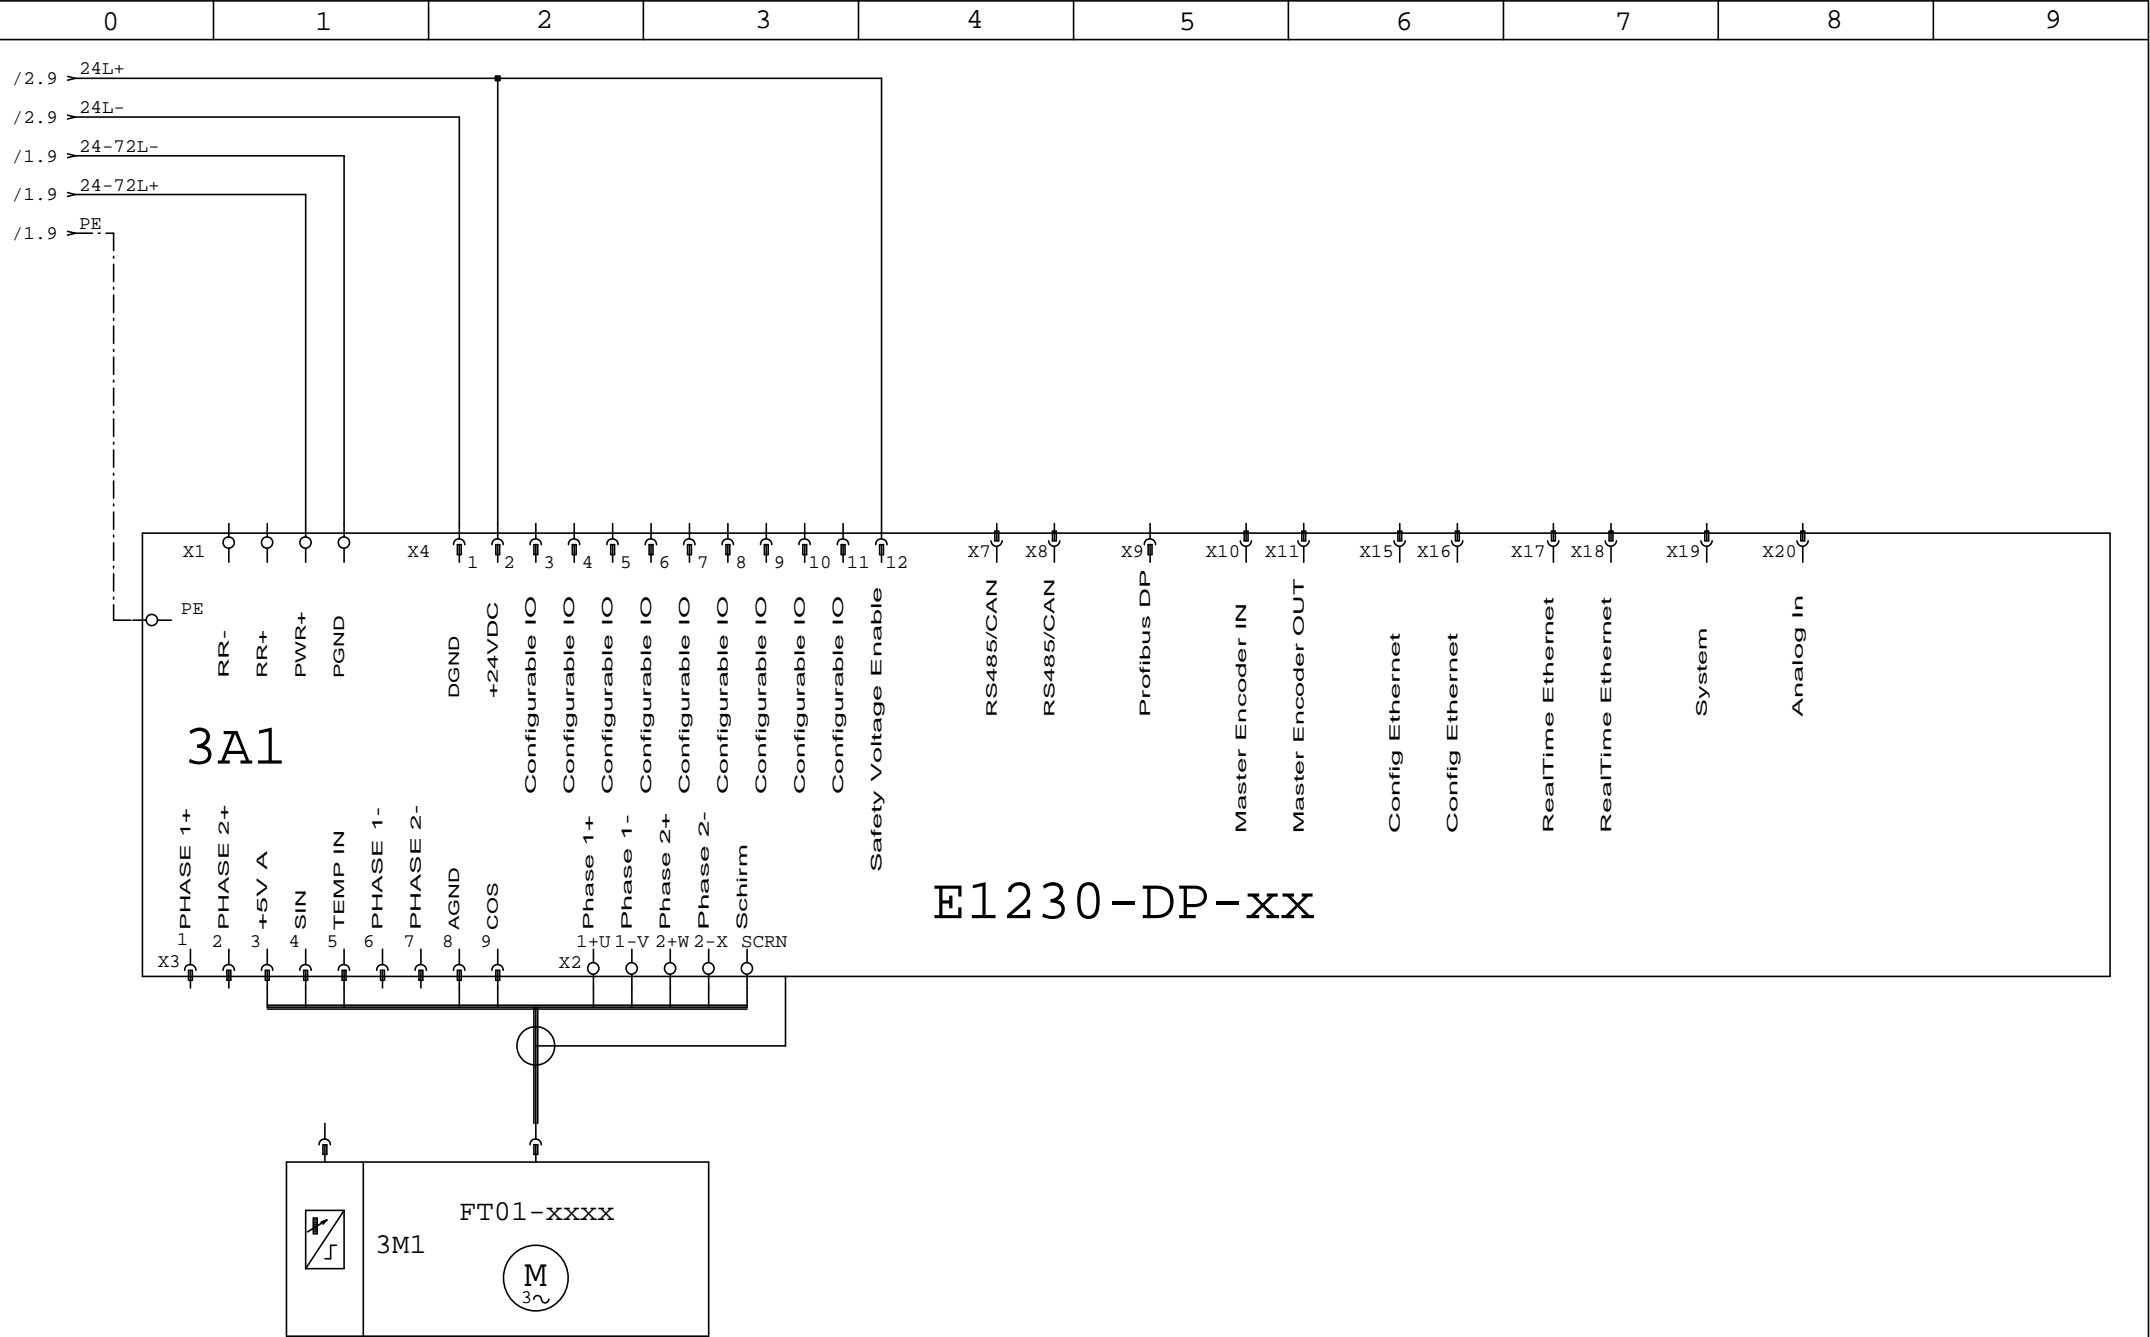 0 1 2 3 4 5 6 7 8 9
/2.9 24L+
/2.9 24L-
/1.9 24-72L-
/1.9 24-72L+
/1.9 PE
X1 X4 1 2 3 4 5 6 7 8 9 10 11 12 X7 X8 X9 X10 X11 X15 X16 X17 X18 X19 X20
PE
RR-
RR+
PWR+
PGND
DGND
+24VDC
Configurable IO
Configurable IO
Configurable IO
Configurable IO
Configurable IO
Configurable IO
Configurable IO
Configurable IO
Configurable IO
Safety Voltage Enable
RS485/CAN
RS485/CAN
Profibus DP
Master Encoder IN
Master Encoder OUT
Config Ethernet
Config Ethernet
RealTime Ethernet
RealTime Ethernet
System
Analog In
3A1
E1230-DP-xx
PHASE 1+
PHASE 2+
+5V A
SIN
TEMP IN
PHASE 1-
PHASE 2-
AGND
COS
Phase 1+
Phase 1-
Phase 2+
Phase 2-
Schirm
1 2 3 4 5 6 7 8 9 1+U 1-V 2+W 2-X SCRN
X3 X2
FT01-xxxx
3M1
M
3~